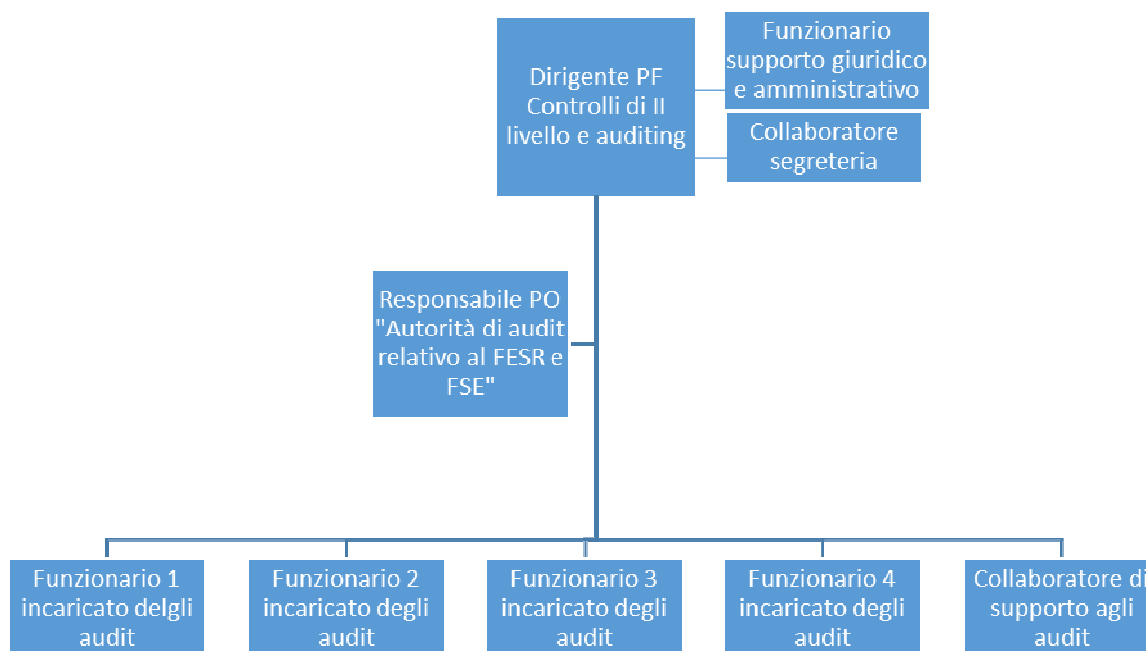 Funzionario
supporto giuridico
e amministrativo
Dirigente PF
Controlli di II
livello e auditing
Collaboratore
segreteria
Responsabile PO
"Autorità di audit
relativo al FESR e
FSE"
Funzionario 1
incaricato delgli
audit
Funzionario 2
incaricato degli
audit
Funzionario 3
incaricato degli
audit
Funzionario 4
incaricato degli
audit
Collaboratore di
supporto agli
audit